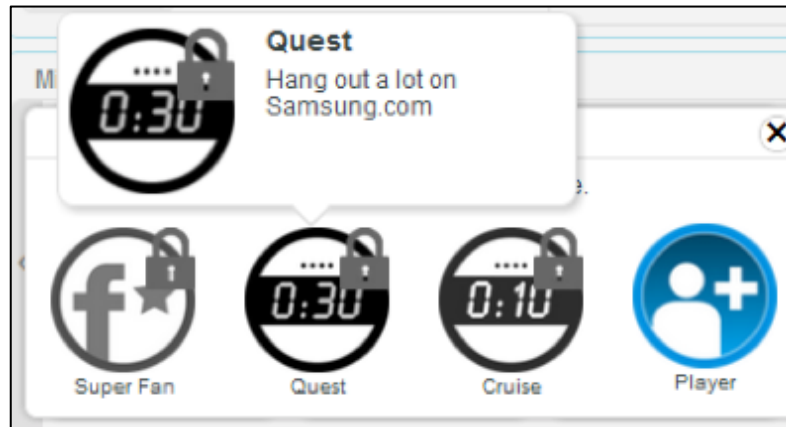 Quest
Hang out a lot on
Samsung.com
0:30
M
e.
f
0:30
0:10
Super Fan
Quest
Cruise
Player